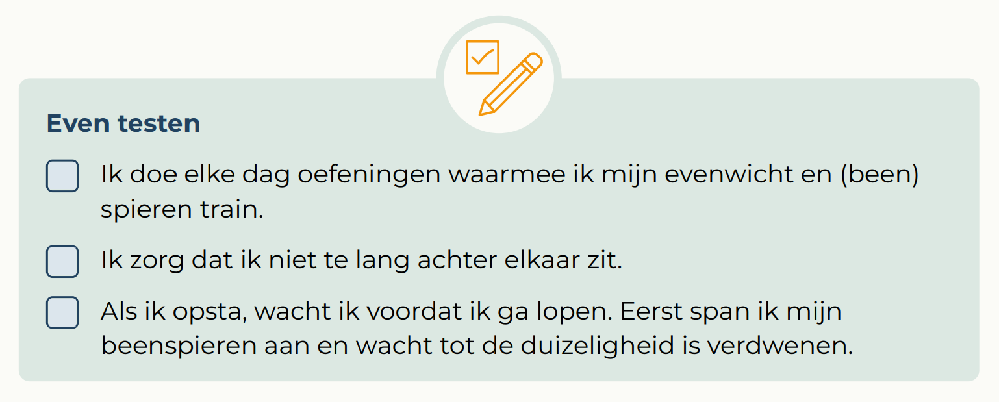 Even testen
Ik doe elke dag oefeningen waarmee ik mijn evenwicht en (been)
spieren train.
Ik zorg dat ik niet te lang achter elkaar zit.
Als ik opsta, wacht ik voordat ik ga lopen. Eerst span ik mijn
beenspieren aan en wacht tot de duizeligheid is verdwenen.